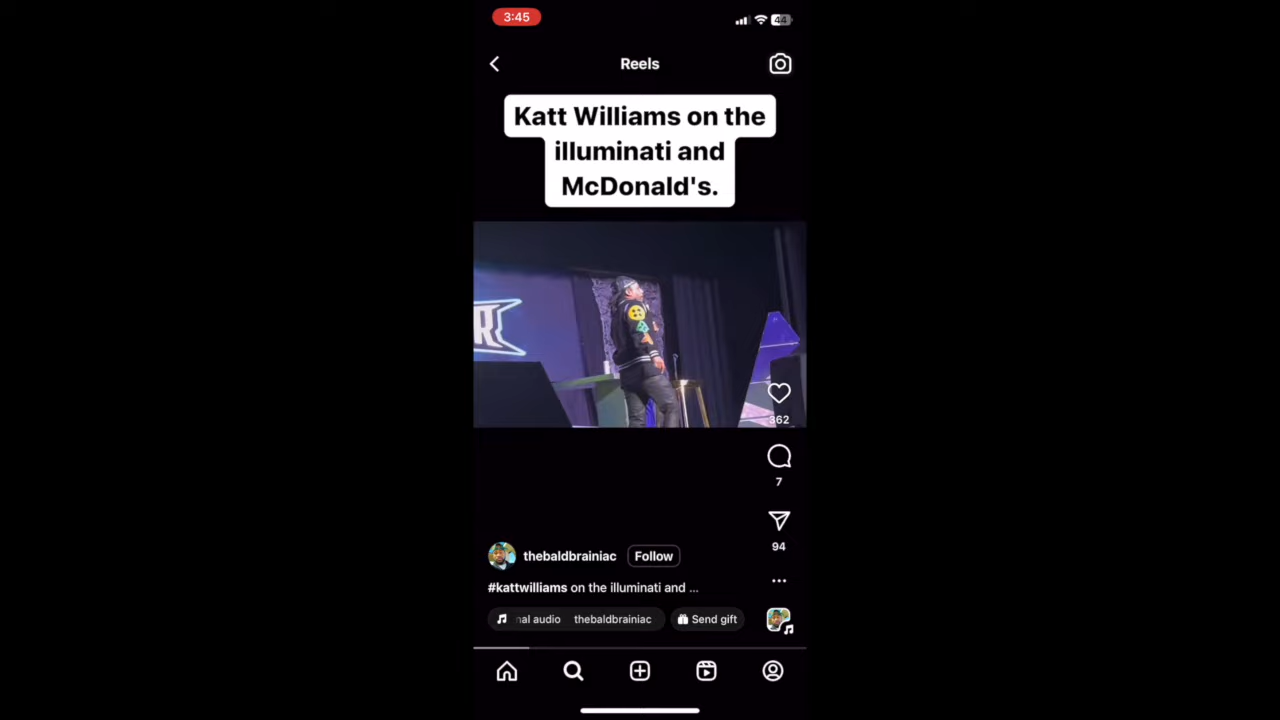 3:45
44
Reels
Katt Williams on the
illuminati and
McDonald's.
R
362
7
94
thebaldbrainiac
Follow
#kattwilliams on the illuminati and ...
nal audio thebaldbrainiac
Send gift